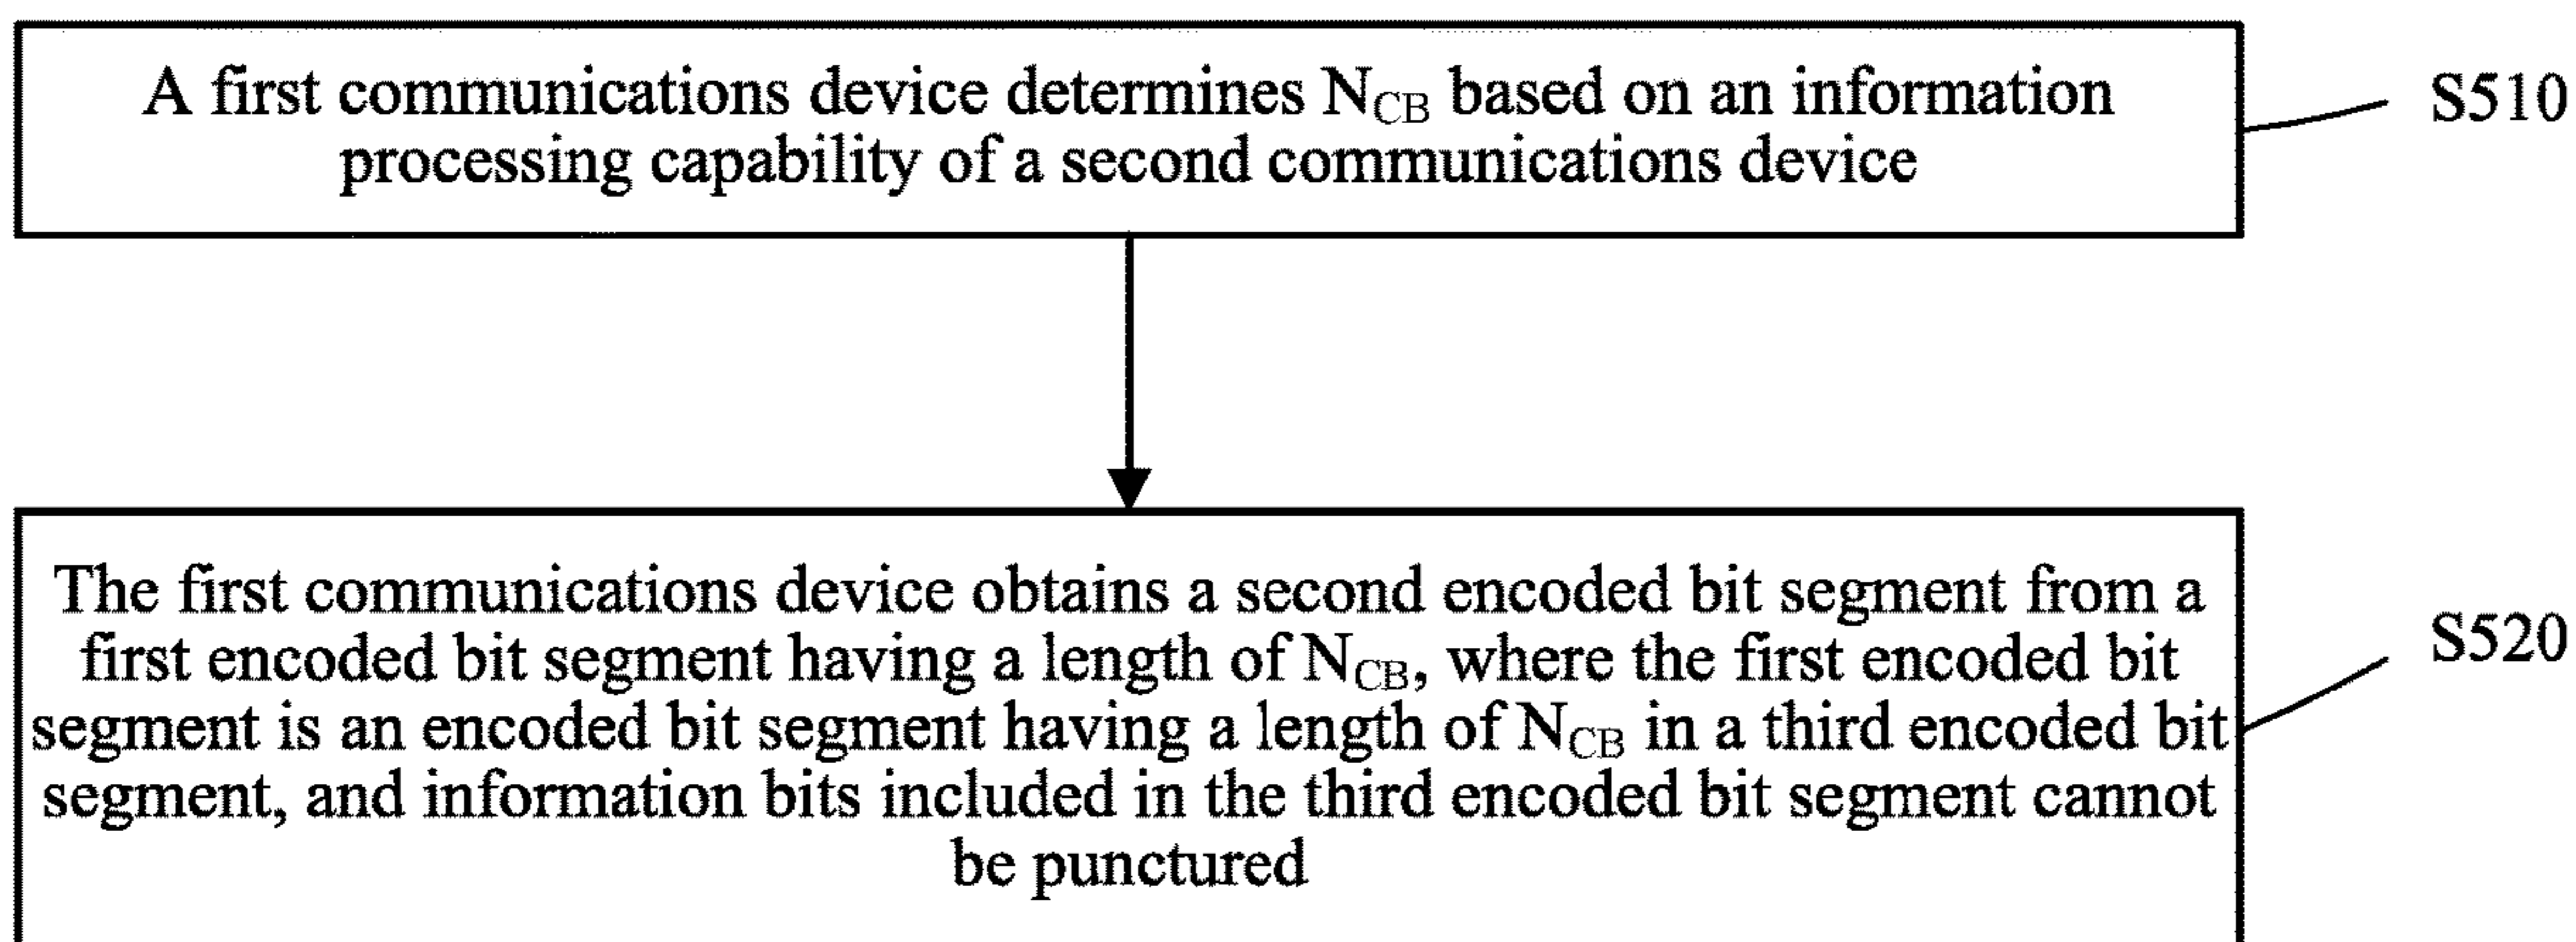 A first communications device determines N_CB based on an information
processing capability of a second communications device
S510
The first communications device obtains a second encoded bit segment from a
first encoded bit segment having a length of N_CB, where the first encoded bit
segment is an encoded bit segment having a length of N_CB in a third encoded bit
segment, and information bits included in the third encoded bit segment cannot
be punctured
S520